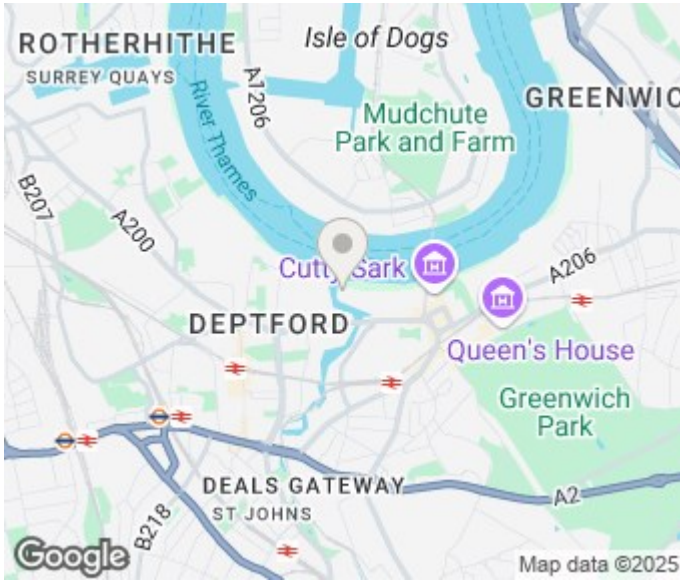 ROTHERHITHE
SURREY QUAYS
Isle of Dogs
A1206
River Thames
Mudchute
Park and Farm
GREENWIC
B207
A200
Cutty Sark
A206
DEPTFORD
Queen's House
Greenwich
Park
DEALS GATEWAY
ST JOHNS
B218
A2
Google
Map data ©2025